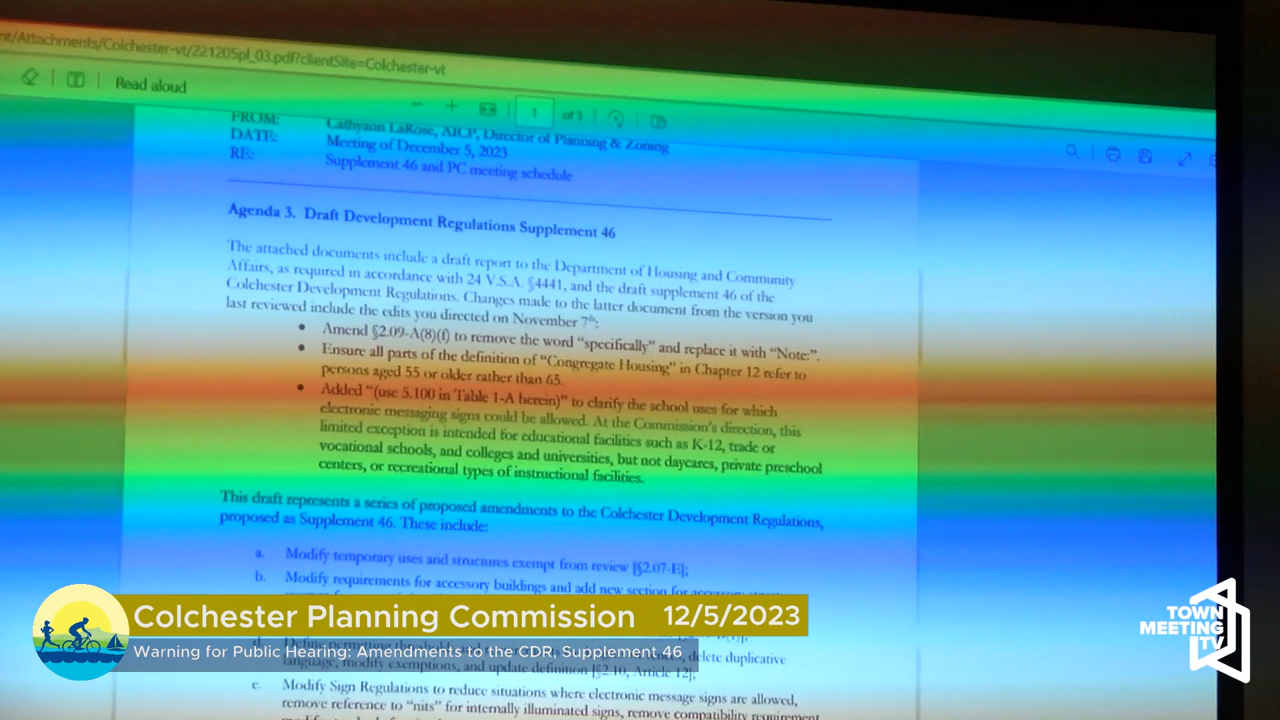 nt/Attachments/Colchester-vt/221205pl_03.pdf?clientSite=Colchester-vt
Read aloud
1 of 3
FROM: Cathyann LaRose, AICP, Director of Planning & Zoning
DATE: Meeting of December 5, 2023
RE: Supplement 46 and PC meeting schedule
Agenda 3. Draft Development Regulations Supplement 46
The attached documents include a draft report to the Department of Housing and Community
Affairs, as required in accordance with 24 V.S.A. §4441, and the draft supplement 46 of the
Colchester Development Regulations. Changes made to the latter document from the version you
last reviewed include the edits you directed on November 7th:
• Amend §2.09-A(8)(f) to remove the word “specifically” and replace it with “Note:”.
• Ensure all parts of the definition of “Congregate Housing” in Chapter 12 refer to
persons aged 55 or older rather than 65.
• Added “(use 5.100 in Table 1-A herein)” to clarify the school uses for which
electronic messaging signs could be allowed. At the Commission’s direction, this
limited exception is intended for educational facilities such as K-12, trade or
vocational schools, and colleges and universities, but not daycares, private preschool
centers, or recreational types of instructional facilities.
This draft represents a series of proposed amendments to the Colchester Development Regulations,
proposed as Supplement 46. These include:
a. Modify temporary uses and structures exempt from review [§2.07-E];
b. Modify requirements for accessory buildings and add new section for
Colchester Planning Commission 12/5/2023
Warning for Public Hearing: Amendments to the CDR, Supplement 46
delete duplicative
language, modify exemptions, and update definition [§2.10, Article 12];
e. Modify Sign Regulations to reduce situations where electronic message signs are allowed,
remove reference to “nits” for internally illuminated signs, remove compatibility requirement
TOWN
MEETING
TV